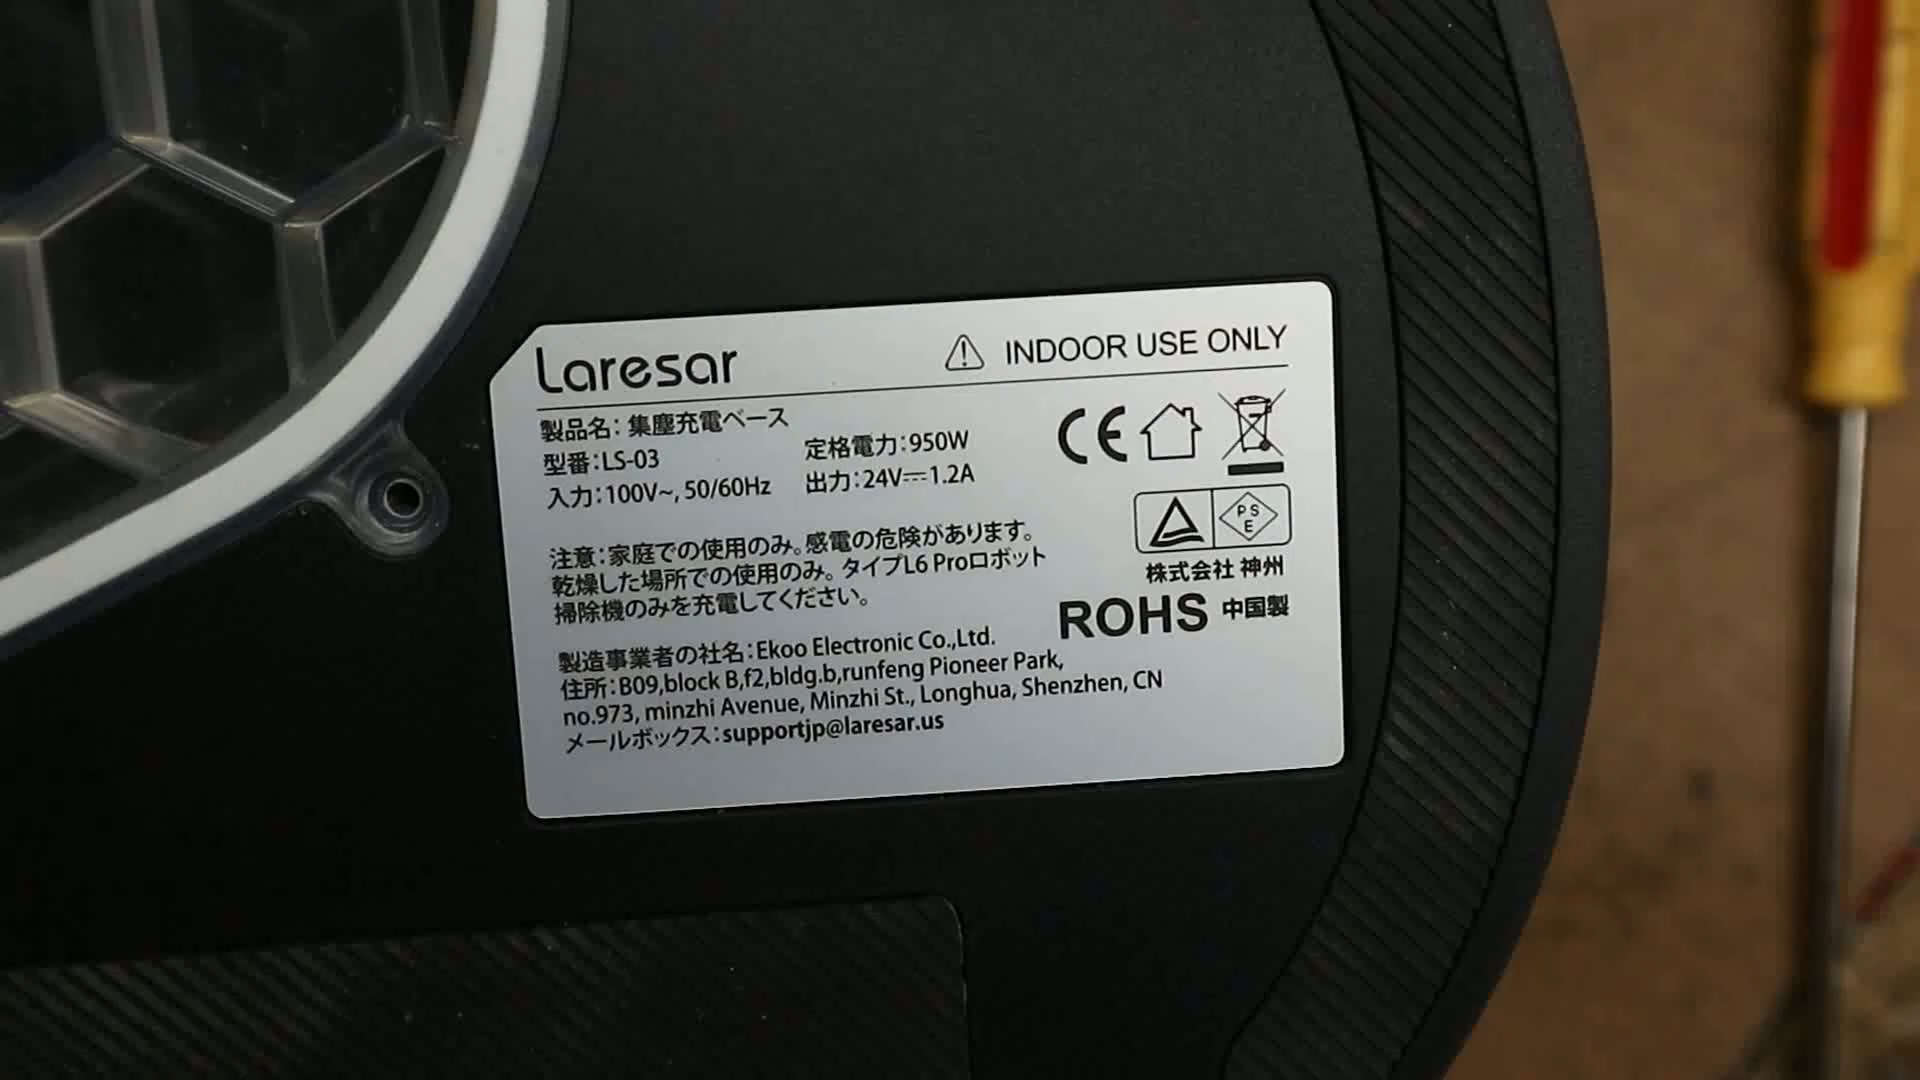 Laresar
INDOOR USE ONLY
製品名：集塵充電ベース
型番：LS-03
定格電力：950W
入力：100V~, 50/60Hz
出力：24V⎓1.2A
注意：家庭での使用のみ。感電の危険があります。
乾燥した場所での使用のみ。タイプL6 Proロボット
掃除機のみを充電してください。
CE
PS
E
株式会社 神州
ROHS 中国製
製造事業者の社名：Ekoo Electronic Co.,Ltd.
住所：B09,block B,f2,bldg.b,runfeng Pioneer Park,
no.973, minzhi Avenue, Minzhi St., Longhua, Shenzhen, CN
メールボックス：supportjp@laresar.us